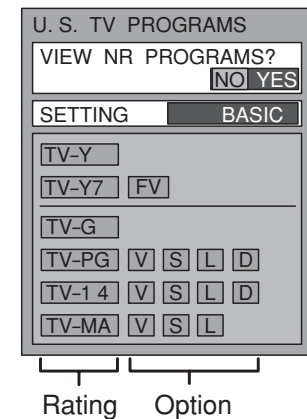 U. S. TV PROGRAMS
VIEW NR PROGRAMS?
NO YES
SETTING BASIC
TV–Y
TV–Y7 FV
TV–G
TV–PG V S L D
TV–1 4 V S L D
TV–MA V S L
Rating Option